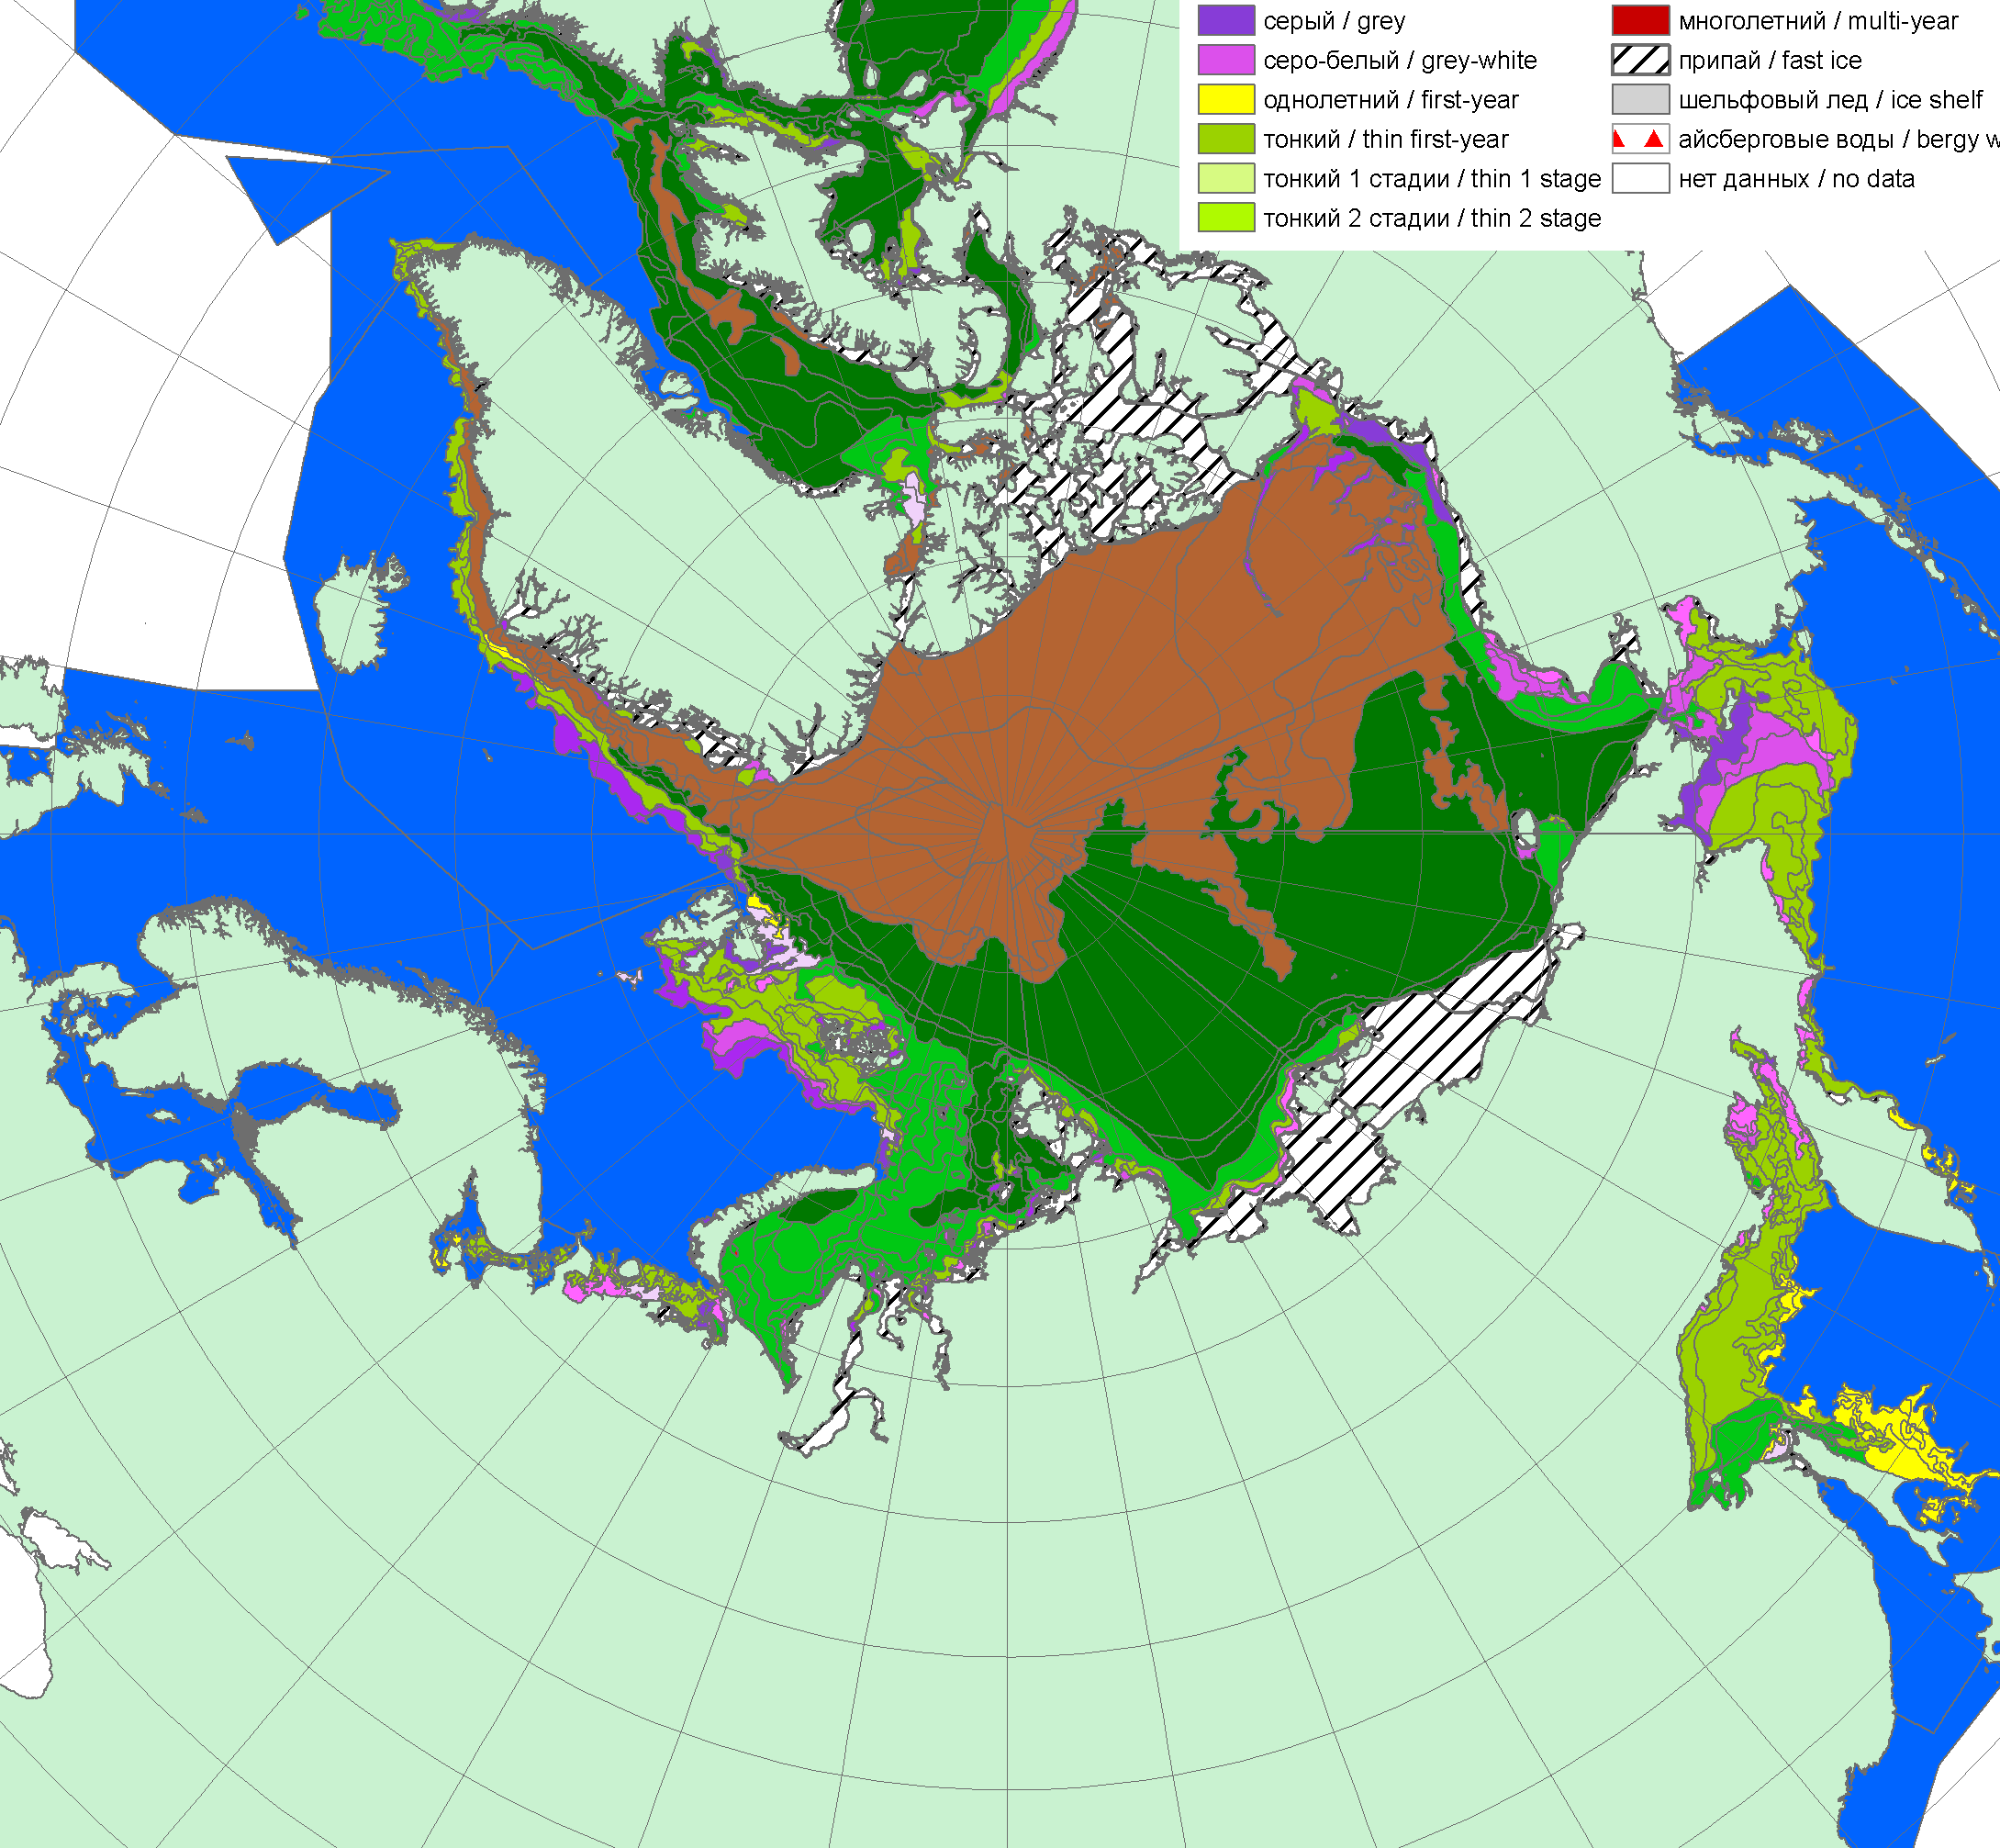 серый / grey
серо-белый / grey-white
однолетний / first-year
тонкий / thin first-year
тонкий 1 стадии / thin 1 stage
тонкий 2 стадии / thin 2 stage
многолетний / multi-year
припай / fast ice
шельфовый лед / ice shelf
айсберговые воды / bergy w
нет данных / no data